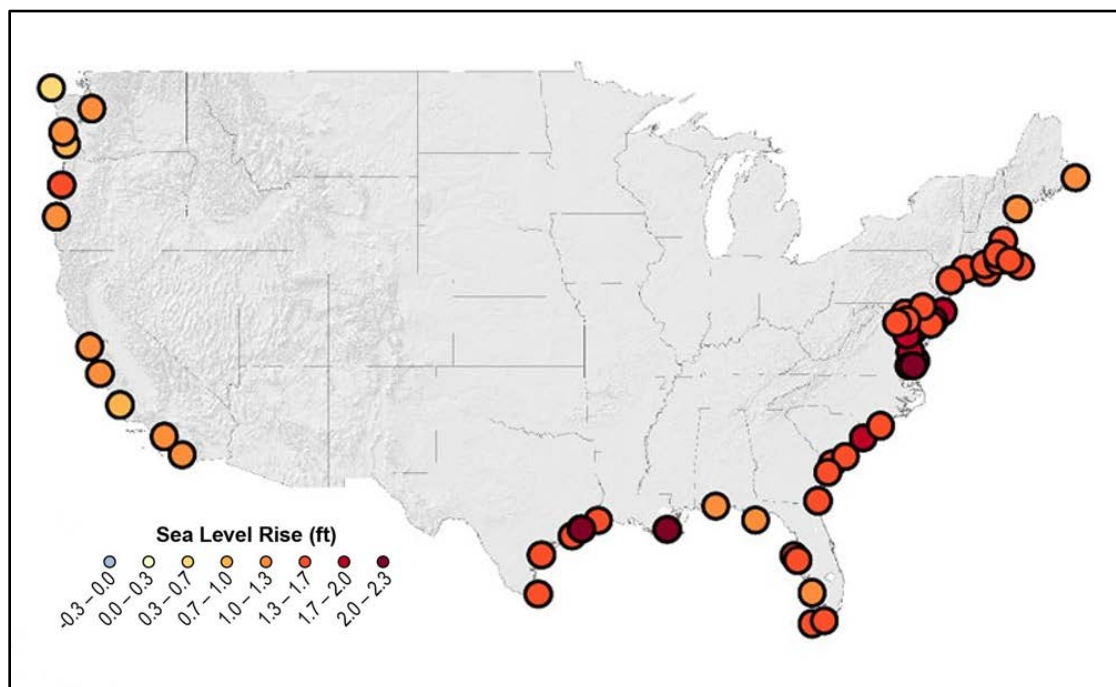 Sea Level Rise (ft)
-0.3 – 0.0
0.0 – 0.3
0.3 – 0.7
0.7 – 1.0
1.0 – 1.3
1.3 – 1.7
1.7 – 2.0
2.0 – 2.3